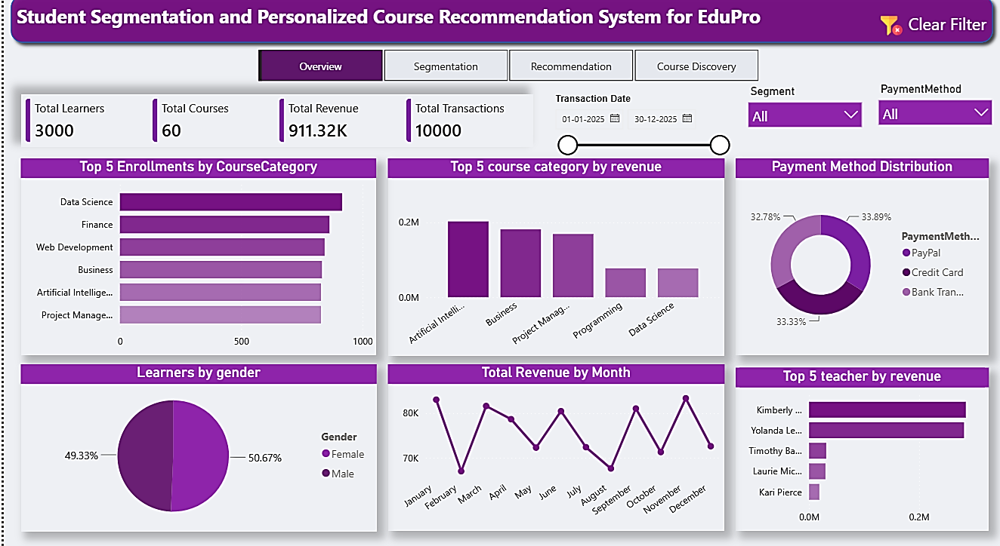 Student Segmentation and Personalized Course Recommendation System for EduPro
Clear Filter
Overview
Segmentation
Recommendation
Course Discovery
Total Learners
3000
Total Courses
60
Total Revenue
911.32K
Total Transactions
10000
Transaction Date
01-01-2025
30-12-2025
Segment
All
PaymentMethod
All
Top 5 Enrollments by CourseCategory
Data Science
Finance
Web Development
Business
Artificial Intellige...
Project Manage...
0
500
1000
Top 5 course category by revenue
0.2M
0.0M
Artificial Intelli...
Business
Project Manag...
Programming
Data Science
Payment Method Distribution
32.78%
33.89%
33.33%
PaymentMeth...
PayPal
Credit Card
Bank Tran...
Learners by gender
49.33%
50.67%
Gender
Female
Male
Total Revenue by Month
80K
70K
January
February
March
April
May
June
July
August
September
October
November
December
Top 5 teacher by revenue
Kimberly ...
Yolanda Le...
Timothy Ba...
Laurie Mic...
Kari Pierce
0.0M
0.2M